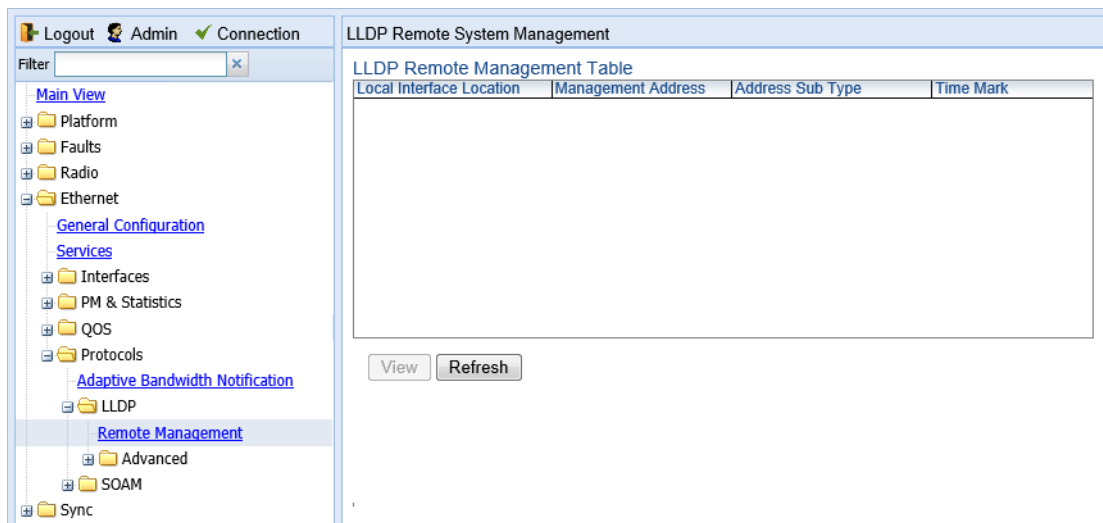 Logout Admin Connection
Filter
Main View
Platform
Faults
Radio
Ethernet
General Configuration
Services
Interfaces
PM & Statistics
QOS
Protocols
Adaptive Bandwidth Notification
LLDP
Remote Management
Advanced
SOAM
Sync
LLDP Remote System Management
LLDP Remote Management Table
Local Interface Location Management Address Address Sub Type Time Mark
View Refresh